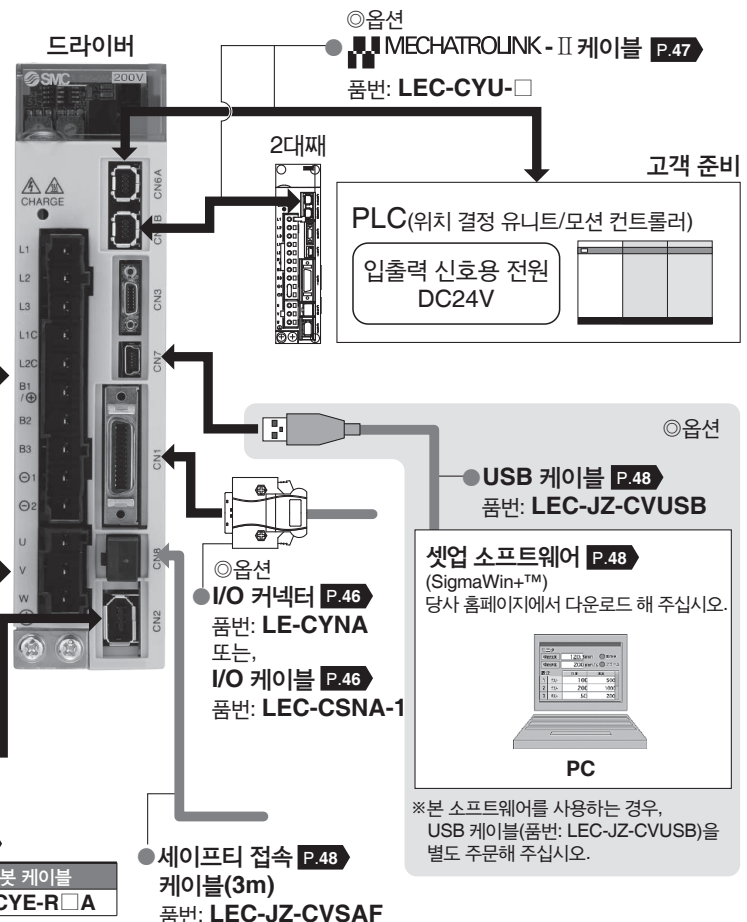 ◎옵션
MECHATROLINK-Ⅱ 케이블 P.47
품번: LEC-CYU-□
드라이버
SMC
200V
CHARGE
CN6A
CN3
CN7
CN1
CN8
CN2
L1
L2
L3
L1C
L2C
B1
/⊕
B2
B3
⊖1
⊖2
U
V
W
2대째
고객 준비
PLC(위치 결정 유니트/모션 컨트롤러)
입출력 신호용 전원
DC24V
◎옵션
USB 케이블 P.48
품번: LEC-JZ-CVUSB
셋업 소프트웨어 P.48
(SigmaWin+™)
당사 홈페이지에서 다운로드 해 주십시오.
PC
※본 소프트웨어를 사용하는 경우,
USB 케이블(품번: LEC-JZ-CVUSB)을
별도 주문해 주십시오.
◎옵션
I/O 커넥터 P.46
품번: LE-CYNA
또는,
I/O 케이블 P.46
품번: LEC-CSNA-1
세이프티 접속 P.48
케이블(3m)
품번: LEC-JZ-CVSAF
봇 케이블
CYE-R□A